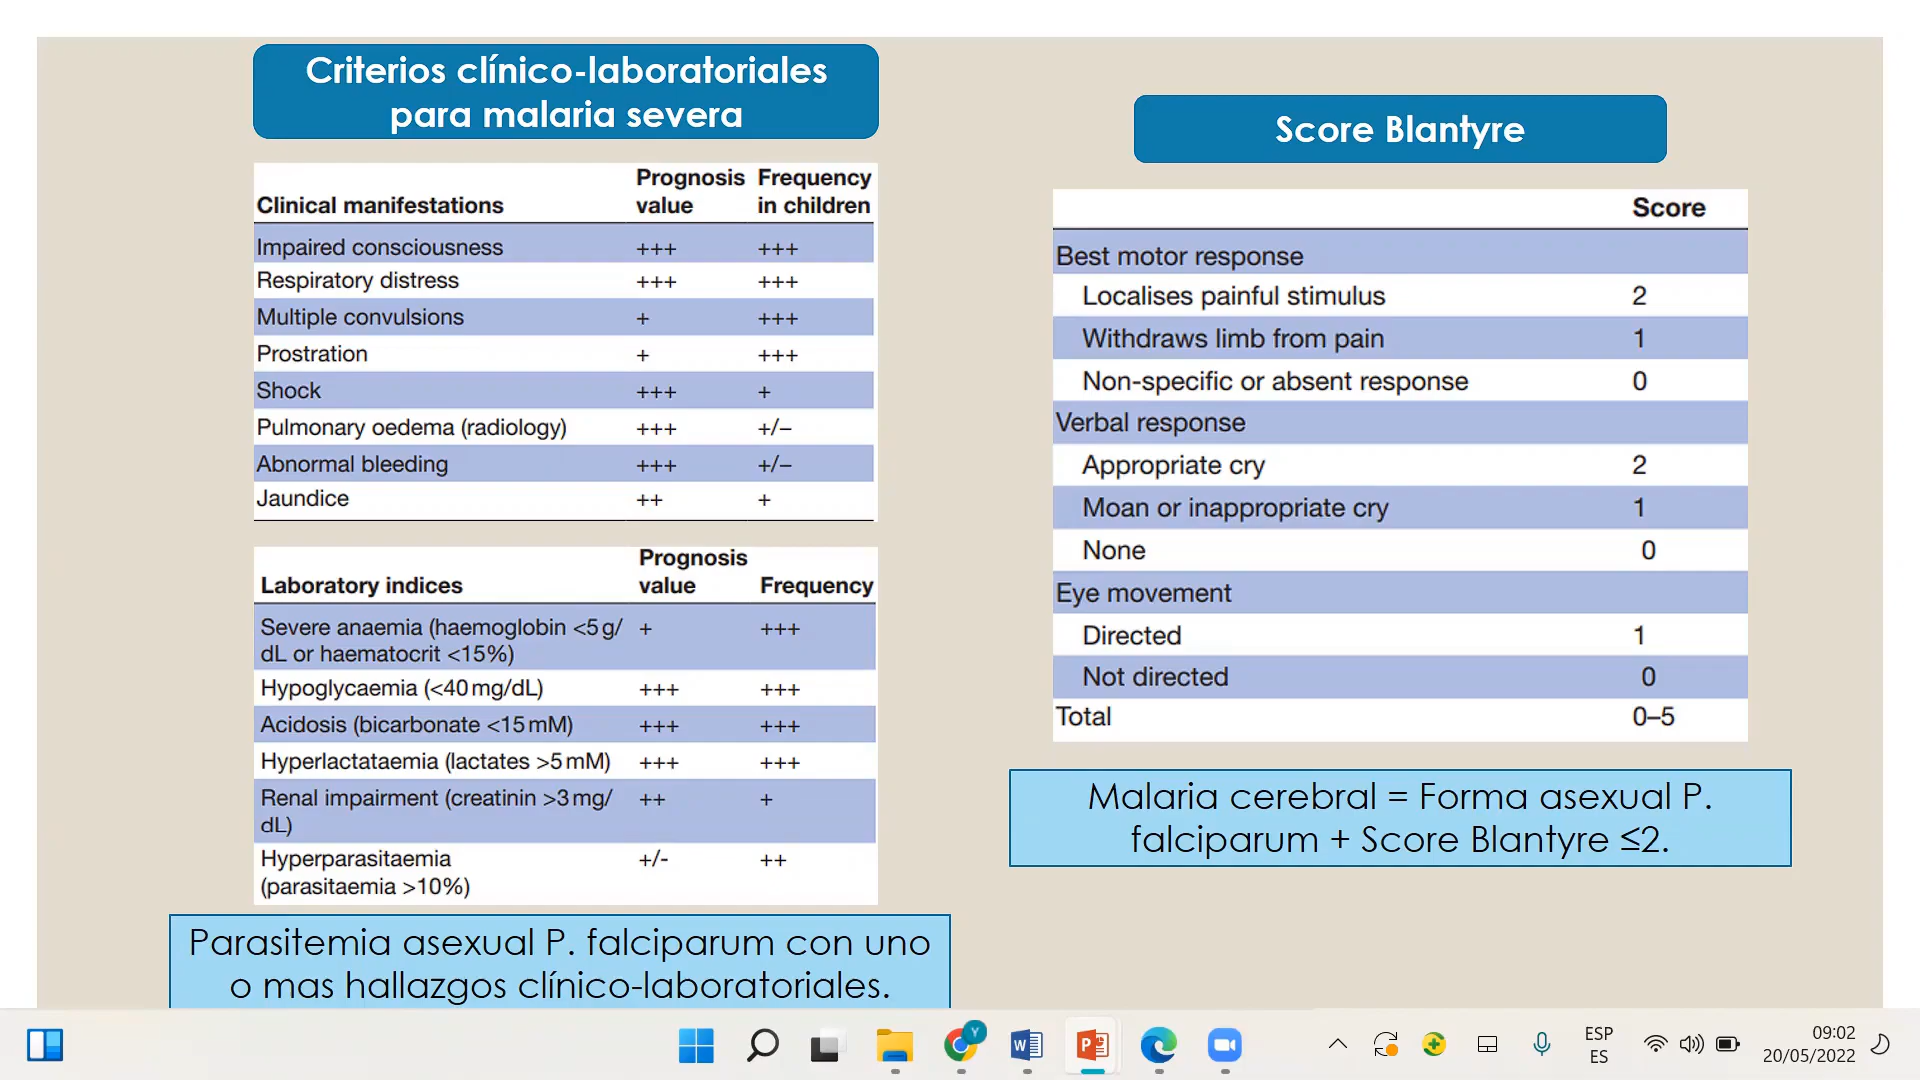 Criterios clínico-laboratoriales
para malaria severa
Clinical manifestations Prognosis value Frequency in children
Impaired consciousness +++ +++
Respiratory distress +++ +++
Multiple convulsions + +++
Prostration + +++
Shock +++ +
Pulmonary oedema (radiology) +++ +/–
Abnormal bleeding +++ +/–
Jaundice ++ +
Laboratory indices Prognosis value Frequency
Severe anaemia (haemoglobin <5 g/ + +++
dL or haematocrit <15%)
Hypoglycaemia (<40 mg/dL) +++ +++
Acidosis (bicarbonate <15 mM) +++ +++
Hyperlactataemia (lactates >5 mM) +++ +++
Renal impairment (creatinin >3 mg/ ++ +
dL)
Hyperparasitaemia +/- ++
(parasitaemia >10%)
Parasitemia asexual P. falciparum con uno
o mas hallazgos clínico-laboratoriales.
Score Blantyre
Score
Best motor response
Localises painful stimulus 2
Withdraws limb from pain 1
Non-specific or absent response 0
Verbal response
Appropriate cry 2
Moan or inappropriate cry 1
None 0
Eye movement
Directed 1
Not directed 0
Total 0–5
Malaria cerebral = Forma asexual P.
falciparum + Score Blantyre ≤2.
Y
W
P
ESP
ES
09:02
20/05/2022